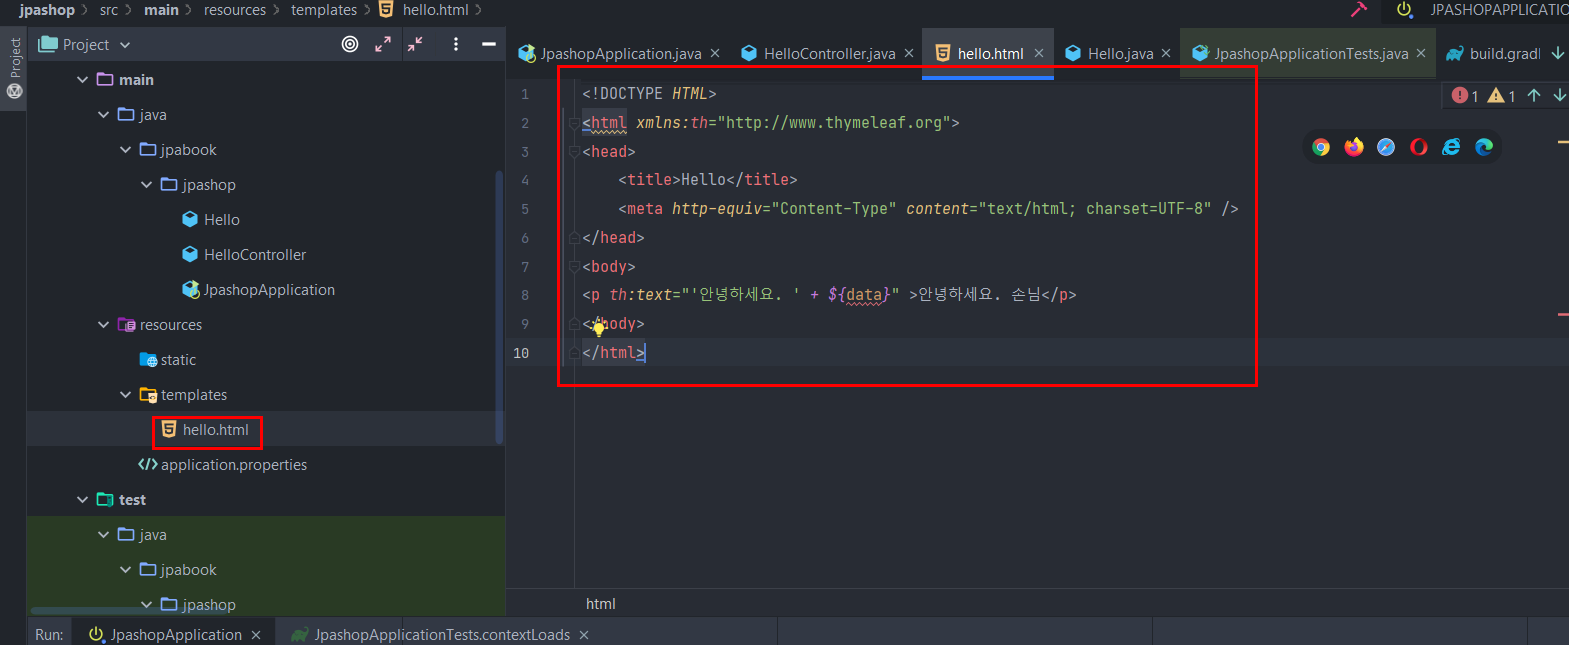 jpashop > src > main > resources > templates > hello.html >
JPASHOPAPPLICATIO
Project
Project
JpashopApplication.java
HelloController.java
hello.html
Hello.java
JpashopApplicationTests.java
build.gradl
main
java
jpabook
jpashop
Hello
HelloController
JpashopApplication
resources
static
templates
hello.html
application.properties
test
java
jpabook
jpashop
1 1
1 <!DOCTYPE HTML>
2 <html xmlns:th="http://www.thymeleaf.org">
3 <head>
4 <title>Hello</title>
5 <meta http-equiv="Content-Type" content="text/html; charset=UTF-8" />
6 </head>
7 <body>
8 <p th:text="'안녕하세요. ' + ${data}" >안녕하세요. 손님</p>
9 </body>
10 </html>
html
Run:
JpashopApplication
JpashopApplicationTests.contextLoads